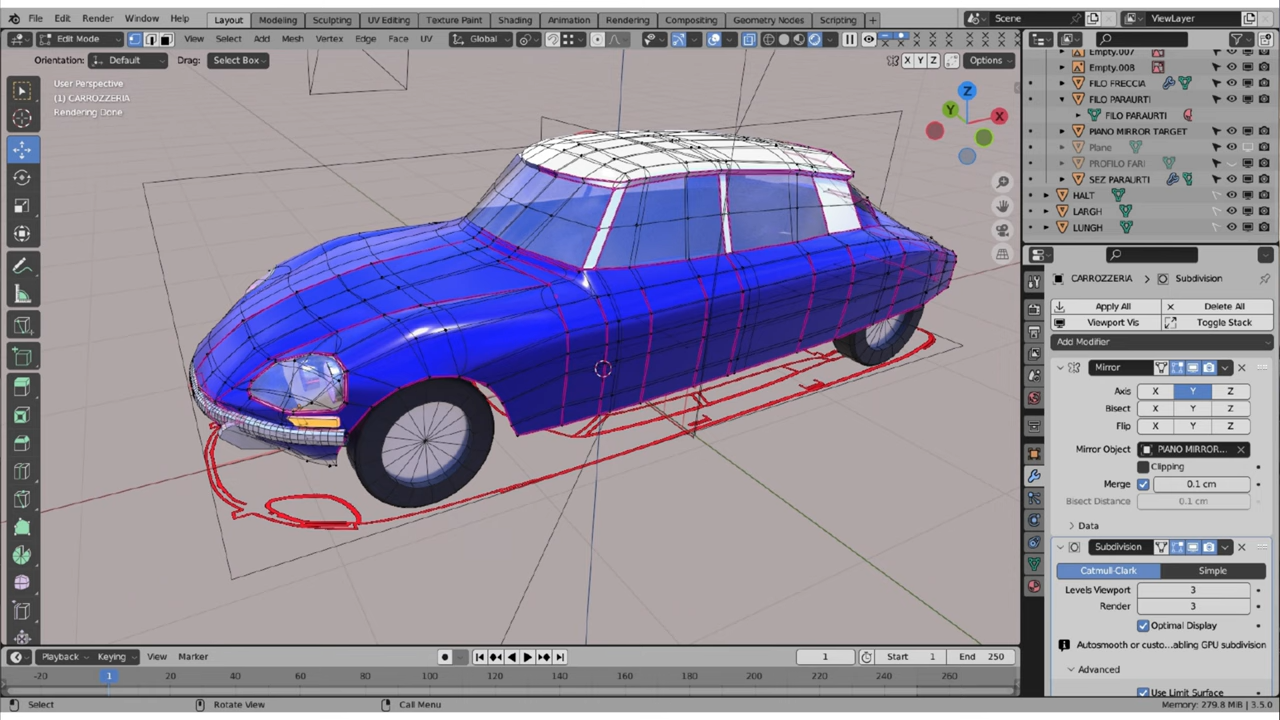 File Edit Render Window Help Layout Modeling Sculpting UV Editing Texture Paint Shading Animation Rendering Compositing Geometry Nodes Scripting + Scene ViewLayer
Edit Mode View Select Add Mesh Vertex Edge Face UV Global
Orientation: Default Drag: Select Box X Y Z Options
User Perspective
(1) CARROZZERIA
Rendering Done
Z
Y
X
Empty.007
Empty.008
FILO FRECCIA
FILO PARAURTI
FILO PARAURTI
PIANO MIRROR TARGET
Plane
PROFILO FARI
SEZ PARAURTI
HALT
LARGH
LUNGH
CARROZZERIA > Subdivision
Apply All Delete All
Viewport Vis Toggle Stack
Add Modifier
Mirror
Axis X Y Z
Bisect X Y Z
Flip X Y Z
Mirror Object PIANO MIRROR...
Clipping
Merge 0.1 cm
Bisect Distance 0.1 cm
Data
Subdivision
Catmull-Clark Simple
Levels Viewport 3
Render 3
Optimal Display
Autosmooth or custo...abling GPU subdivision
Advanced
Use Limit Surface
Playback Keying View Marker 1 Start 1 End 250
-20 1 20 40 60 80 100 120 140 160 180 200 220 240 260
Select Rotate View Call Menu Memory: 279.8 MiB | 3.5.0